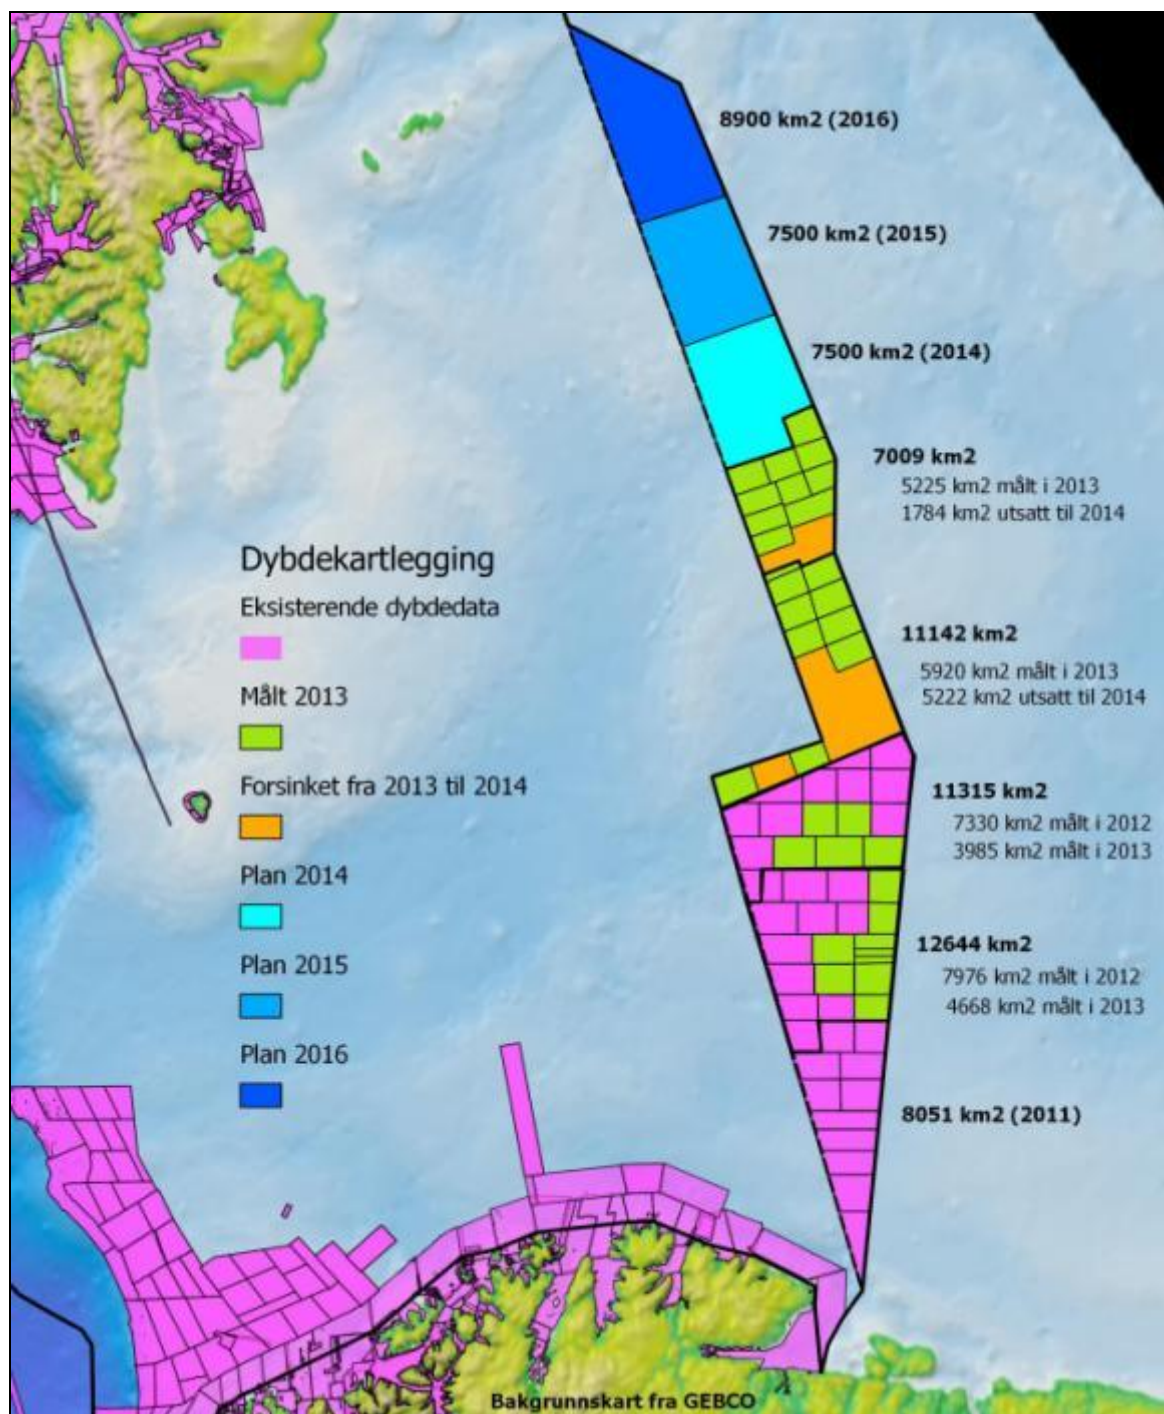 8900 km2 (2016)
7500 km2 (2015)
7500 km2 (2014)
7009 km2
5225 km2 målt i 2013
1784 km2 utsatt til 2014
Dybdekartlegging
Eksisterende dybdedata
Målt 2013
Forsinket fra 2013 til 2014
Plan 2014
Plan 2015
Plan 2016
11142 km2
5920 km2 målt i 2013
5222 km2 utsatt til 2014
11315 km2
7330 km2 målt i 2012
3985 km2 målt i 2013
12644 km2
7976 km2 målt i 2012
4668 km2 målt i 2013
8051 km2 (2011)
Bakgrunnskart fra GEBCO